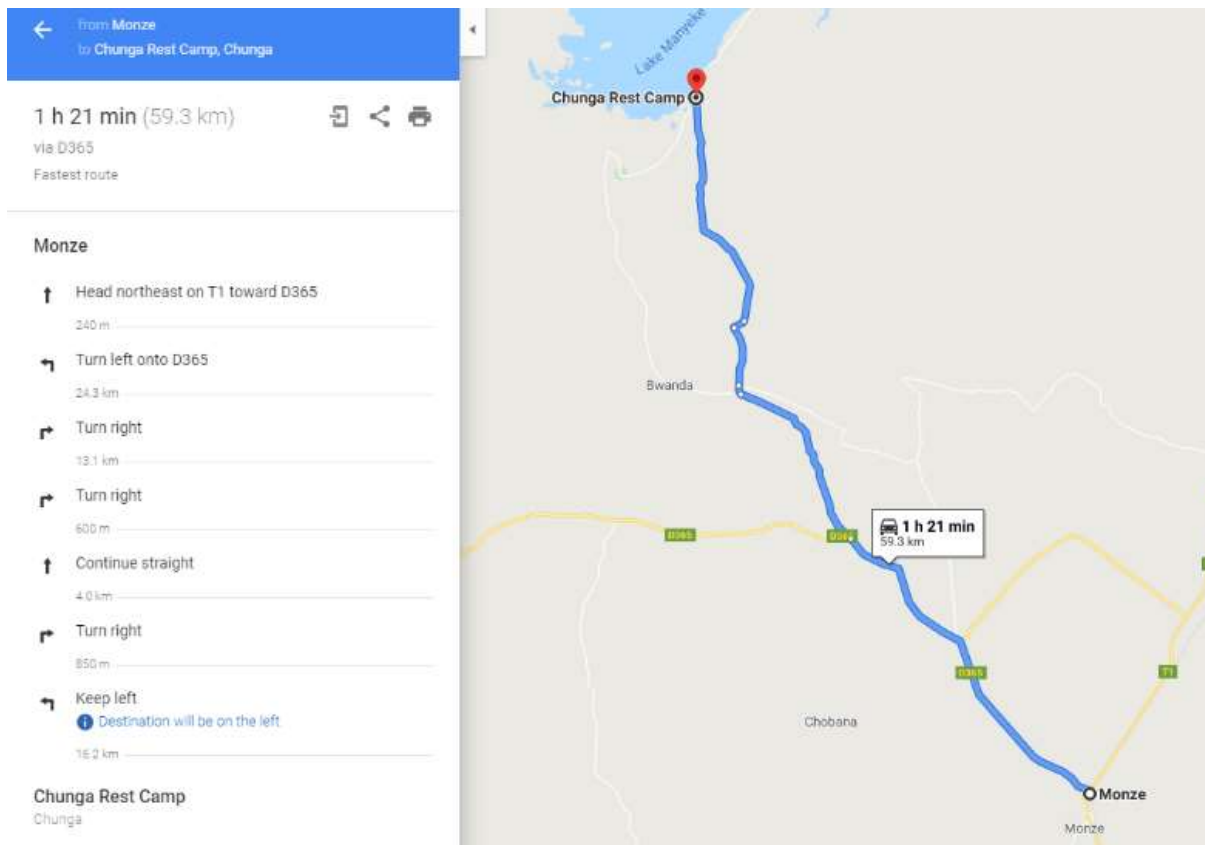 from Monze
to Chunga Rest Camp, Chunga
1 h 21 min (59.3 km)
via D365
Fastest route
Monze
Head northeast on T1 toward D365
240 m
Turn left onto D365
24.3 km
Turn right
13.1 km
Turn right
600 m
Continue straight
4.0 km
Turn right
850 m
Keep left
Destination will be on the left
16.2 km
Chunga Rest Camp
Chunga
Lake Manyeke
Chunga Rest Camp
Bwanda
D365
D365
1 h 21 min
59.3 km
D365
T1
Chobana
Monze
Monze